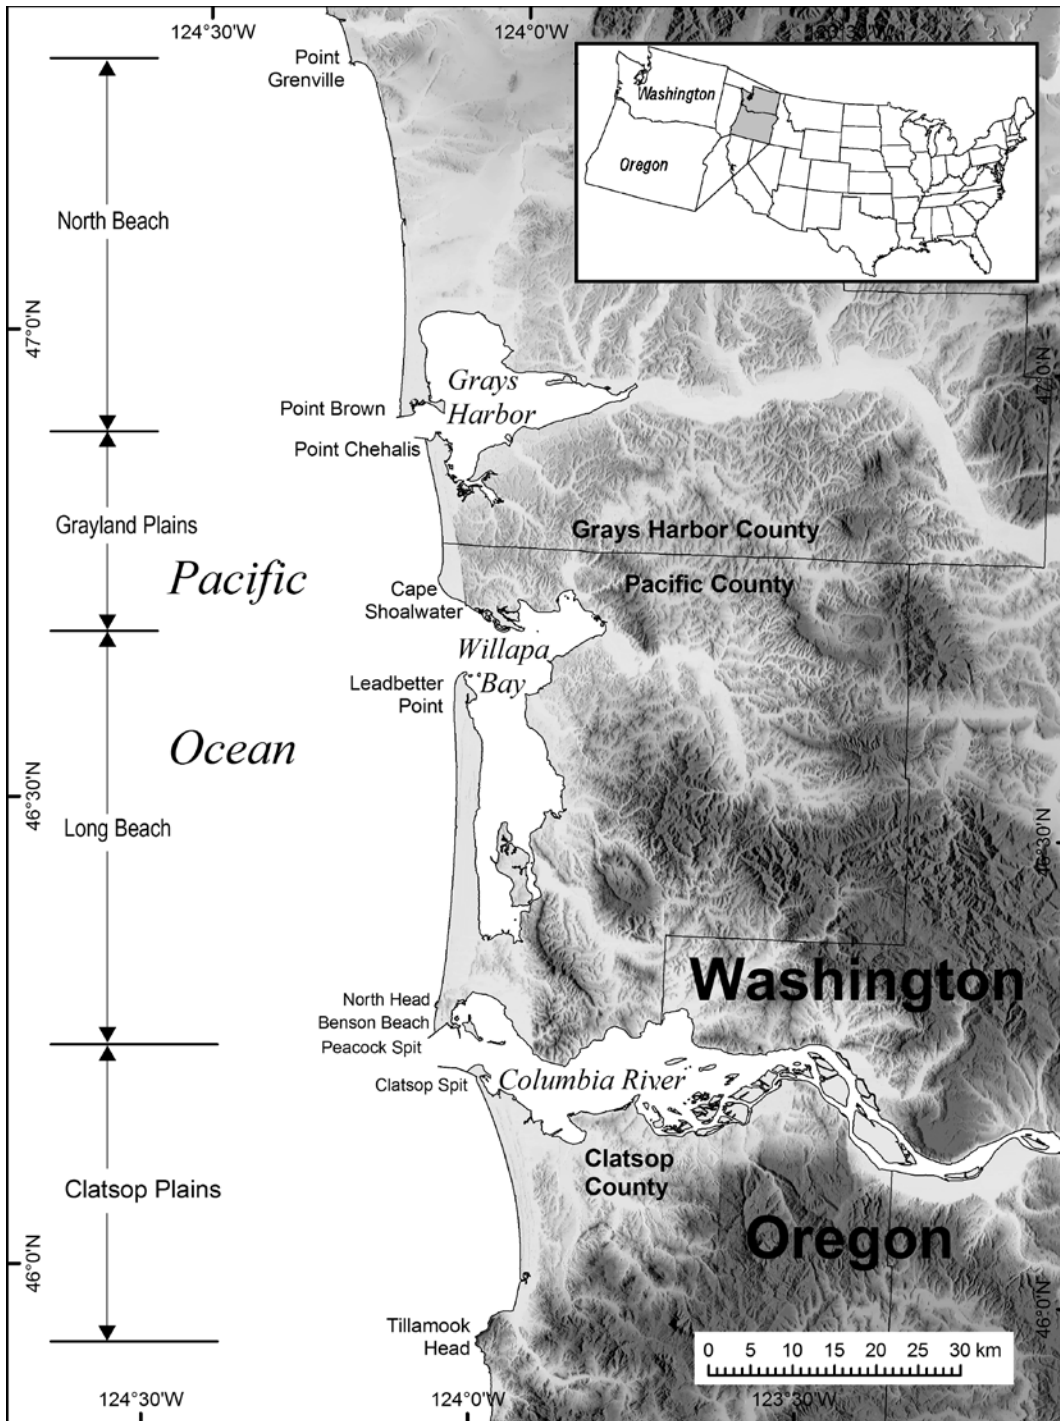 124°30'W
124°0'W
123°30'W
Point
Grenville
Washington
Oregon
North Beach
47°0'N
47°0'N
Grays
Harbor
Point Brown
Point Chehalis
Grayland Plains
Grays Harbor County
Pacific
Pacific County
Cape
Shoalwater
Willapa
Bay
Leadbetter
Point
Ocean
46°30'N
46°30'N
Long Beach
Washington
North Head
Benson Beach
Peacock Spit
Clatsop Spit
Columbia River
Clatsop
County
Clatsop Plains
Oregon
46°0'N
46°0'N
Tillamook
Head
0 5 10 15 20 25 30 km
124°30'W
124°0'W
123°30'W